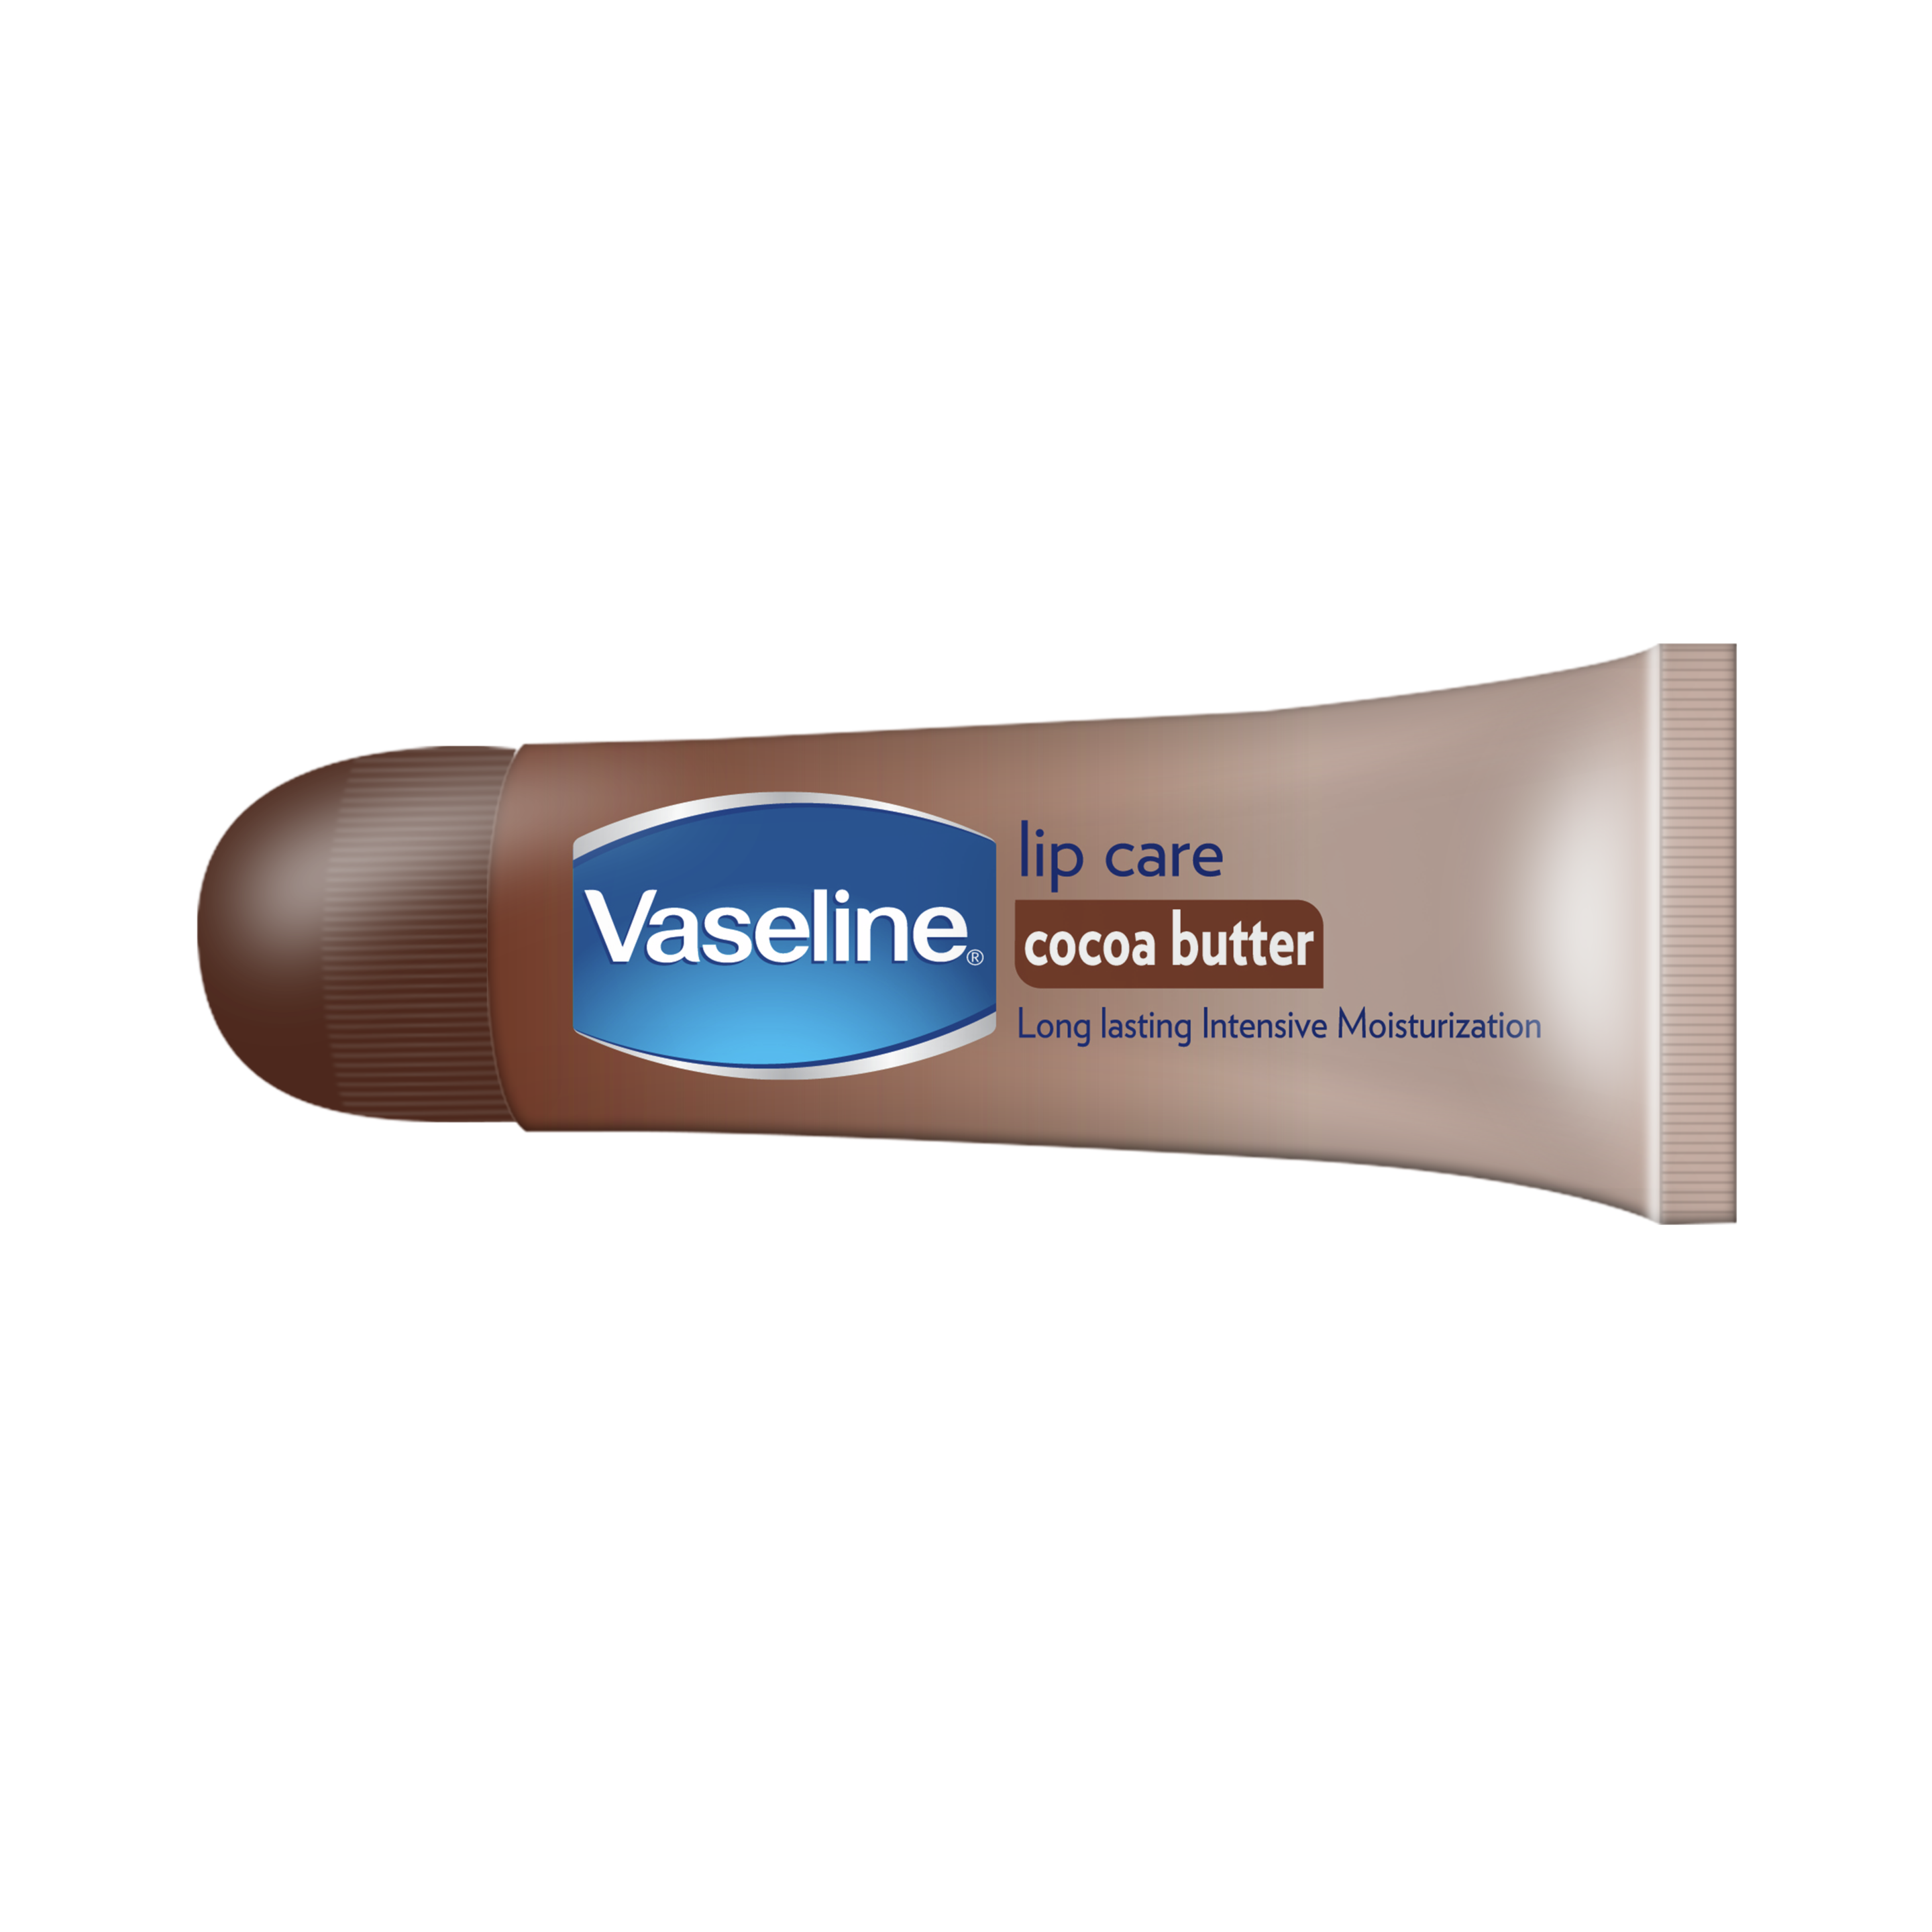 Vaseline®
lip care
cocoa butter
Long lasting Intensive Moisturization